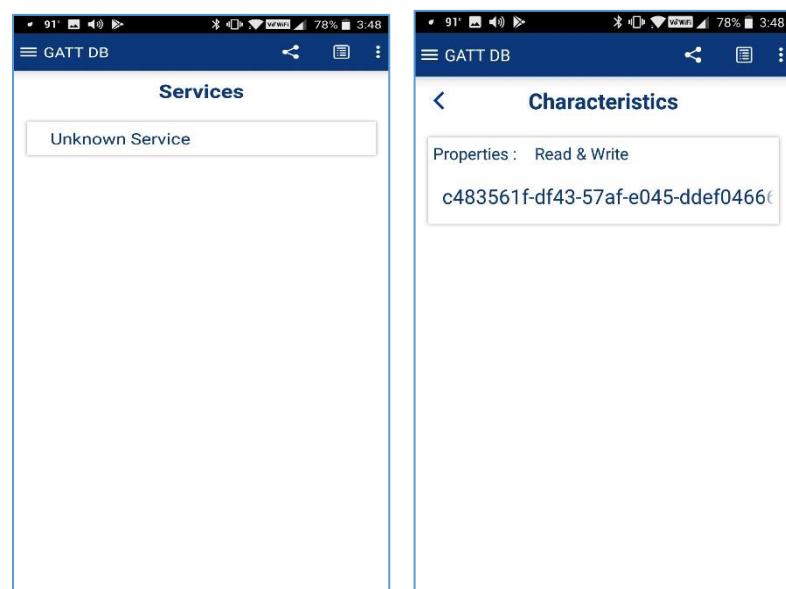 91° 78% 3:48
GATT DB
Services
Unknown Service
91° 78% 3:48
GATT DB
Characteristics
Properties : Read & Write
c483561f-df43-57af-e045-ddef0466